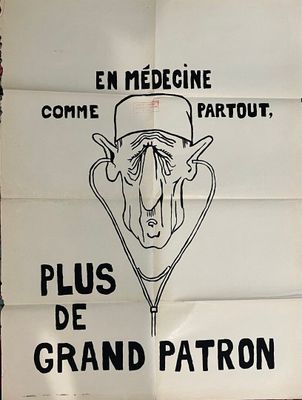 EN MÉDECINE
COMME PARTOUT,
PLUS
DE
GRAND PATRON